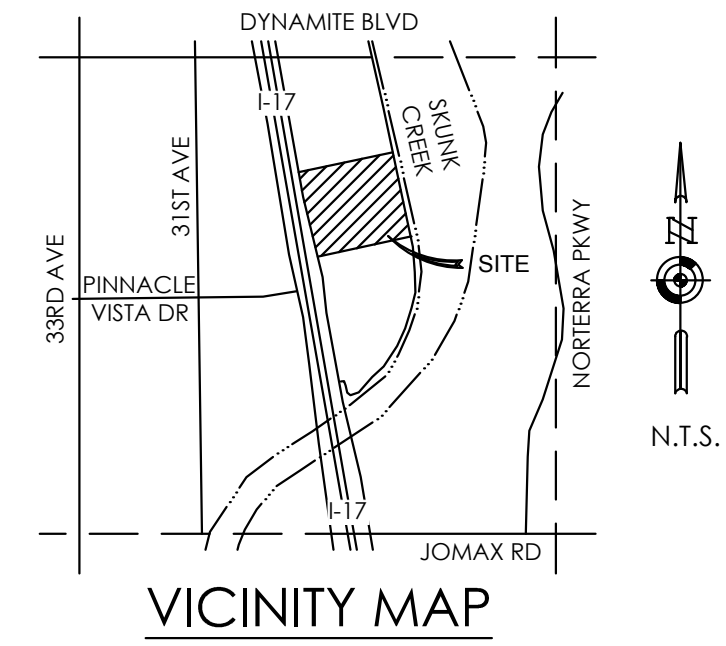 DYNAMITE BLVD
I-17
SKUNK
CREEK
31ST AVE
33RD AVE
PINNACLE
VISTA DR
SITE
NORTERRA PKWY
N
N.T.S.
I-17
JOMAX RD
VICINITY MAP